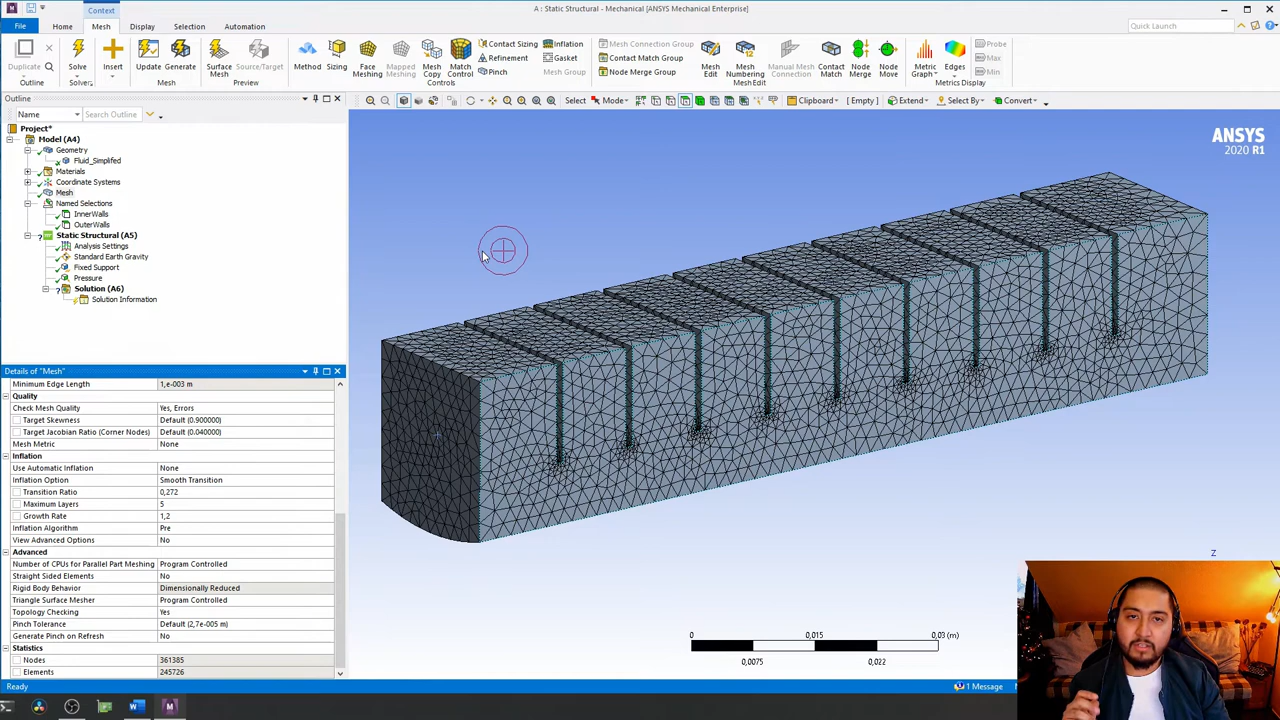 Context
A : Static Structural - Mechanical [ANSYS Mechanical Enterprise]
File Home Mesh Display Selection Automation
Quick Launch
Duplicate
Outline
Solve
Solver
Insert
Insert
Update
Generate
Mesh
Surface Mesh
Source/Target
Preview
Method
Sizing
Face Meshing
Mapped Meshing
Mesh Copy
Match Control
Contact Sizing
Refinement
Pinch
Inflation
Gasket
Mesh Group
Controls
Mesh Connection Group
Contact Match Group
Node Merge Group
Mesh Edit
Mesh Numbering
Manual Mesh Connection
Contact Match
Node Merge
Node Move
Mesh Edit
Metric Graph
Edges
Probe
Max
Min
Metrics Display
Outline
Name
Search Outline
Select Mode Clipboard [ Empty ] Extend Select By Convert
Project*
Model (A4)
Geometry
Fluid_Simplifed
Materials
Coordinate Systems
Mesh
Named Selections
InnerWalls
OuterWalls
Static Structural (A5)
Analysis Settings
Standard Earth Gravity
Fixed Support
Pressure
Solution (A6)
Solution Information
ANSYS
2020 R1
Details of "Mesh"
Minimum Edge Length 1,e-003 m
Quality
Check Mesh Quality Yes, Errors
Target Skewness Default (0.900000)
Target Jacobian Ratio (Corner Nodes) Default (0.040000)
Mesh Metric None
Inflation
Use Automatic Inflation None
Inflation Option Smooth Transition
Transition Ratio 0,272
Maximum Layers 5
Growth Rate 1,2
Inflation Algorithm Pre
View Advanced Options No
Advanced
Number of CPUs for Parallel Part Meshing Program Controlled
Straight Sided Elements No
Rigid Body Behavior Dimensionally Reduced
Triangle Surface Mesher Program Controlled
Topology Checking Yes
Pinch Tolerance Default (2,7e-005 m)
Generate Pinch on Refresh No
Statistics
Nodes 361385
Elements 245726
Z
0 0,015 0,03 (m)
0,0075 0,022
Ready
1 Message